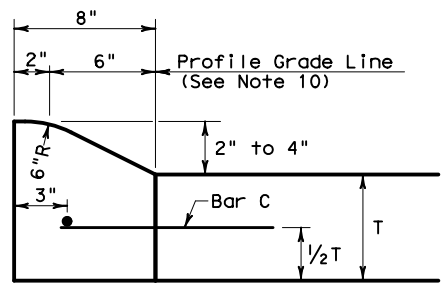 8"
2" 6" Profile Grade Line
(See Note 10)
6"R
2" to 4"
3"
Bar C
T
½T